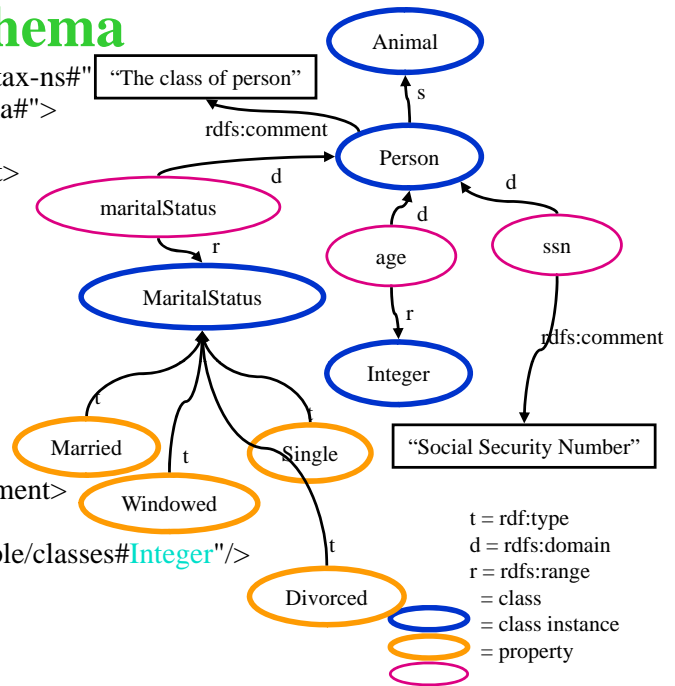 hema
tax-ns#"
a#">
t>
Animal
"The class of person"
s
rdfs:comment
Person
d
d
maritalStatus
d
r
age
ssn
MaritalStatus
r
rdfs:comment
Integer
t
t
Married
t
Single
"Social Security Number"
ment>
Windowed
ple/classes#Integer"/>
t
Divorced
t = rdf:type
d = rdfs:domain
r = rdfs:range
= class
= class instance
= property